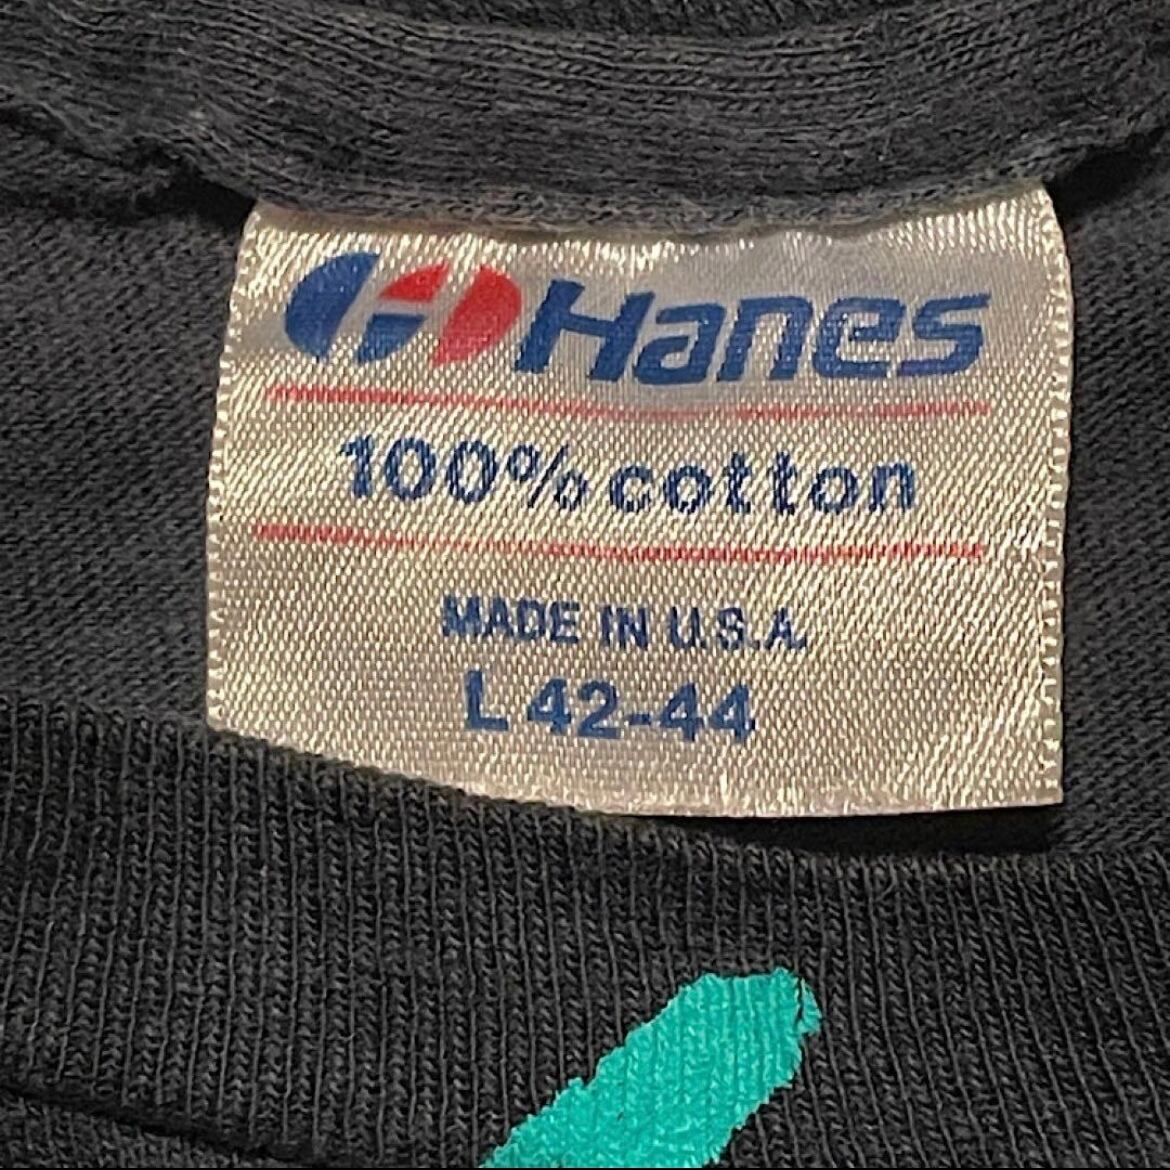 Hanes
100% cotton
MADE IN U.S.A.
L 42-44